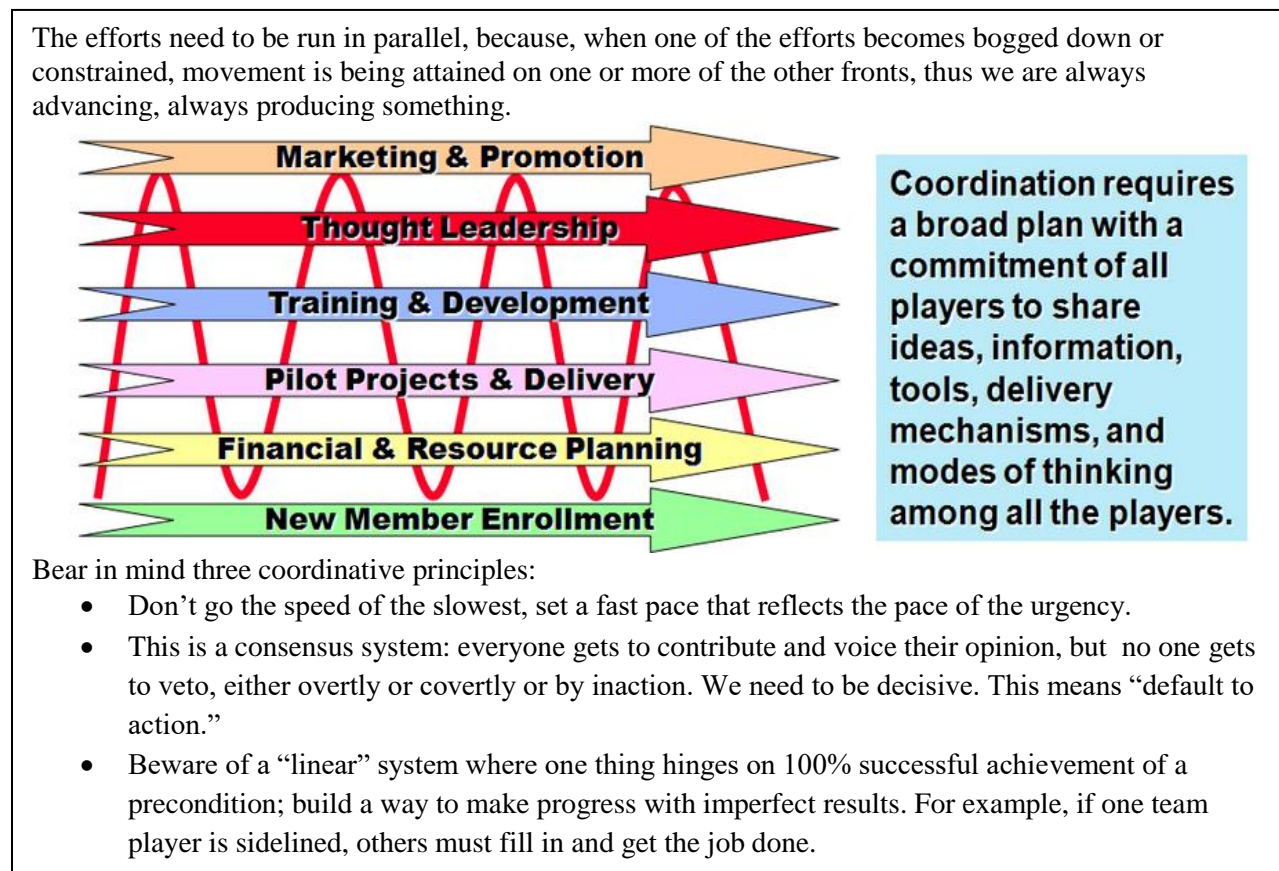 The efforts need to be run in parallel, because, when one of the efforts becomes bogged down or
constrained, movement is being attained on one or more of the other fronts, thus we are always
advancing, always producing something.
Marketing & Promotion
Thought Leadership
Training & Development
Pilot Projects & Delivery
Financial & Resource Planning
New Member Enrollment
Coordination requires
a broad plan with a
commitment of all
players to share
ideas, information,
tools, delivery
mechanisms, and
modes of thinking
among all the players.
Bear in mind three coordinative principles:
• Don’t go the speed of the slowest, set a fast pace that reflects the pace of the urgency.
• This is a consensus system: everyone gets to contribute and voice their opinion, but  no one gets
to veto, either overtly or covertly or by inaction. We need to be decisive. This means “default to
action.”
• Beware of a “linear” system where one thing hinges on 100% successful achievement of a
precondition; build a way to make progress with imperfect results. For example, if one team
player is sidelined, others must fill in and get the job done.